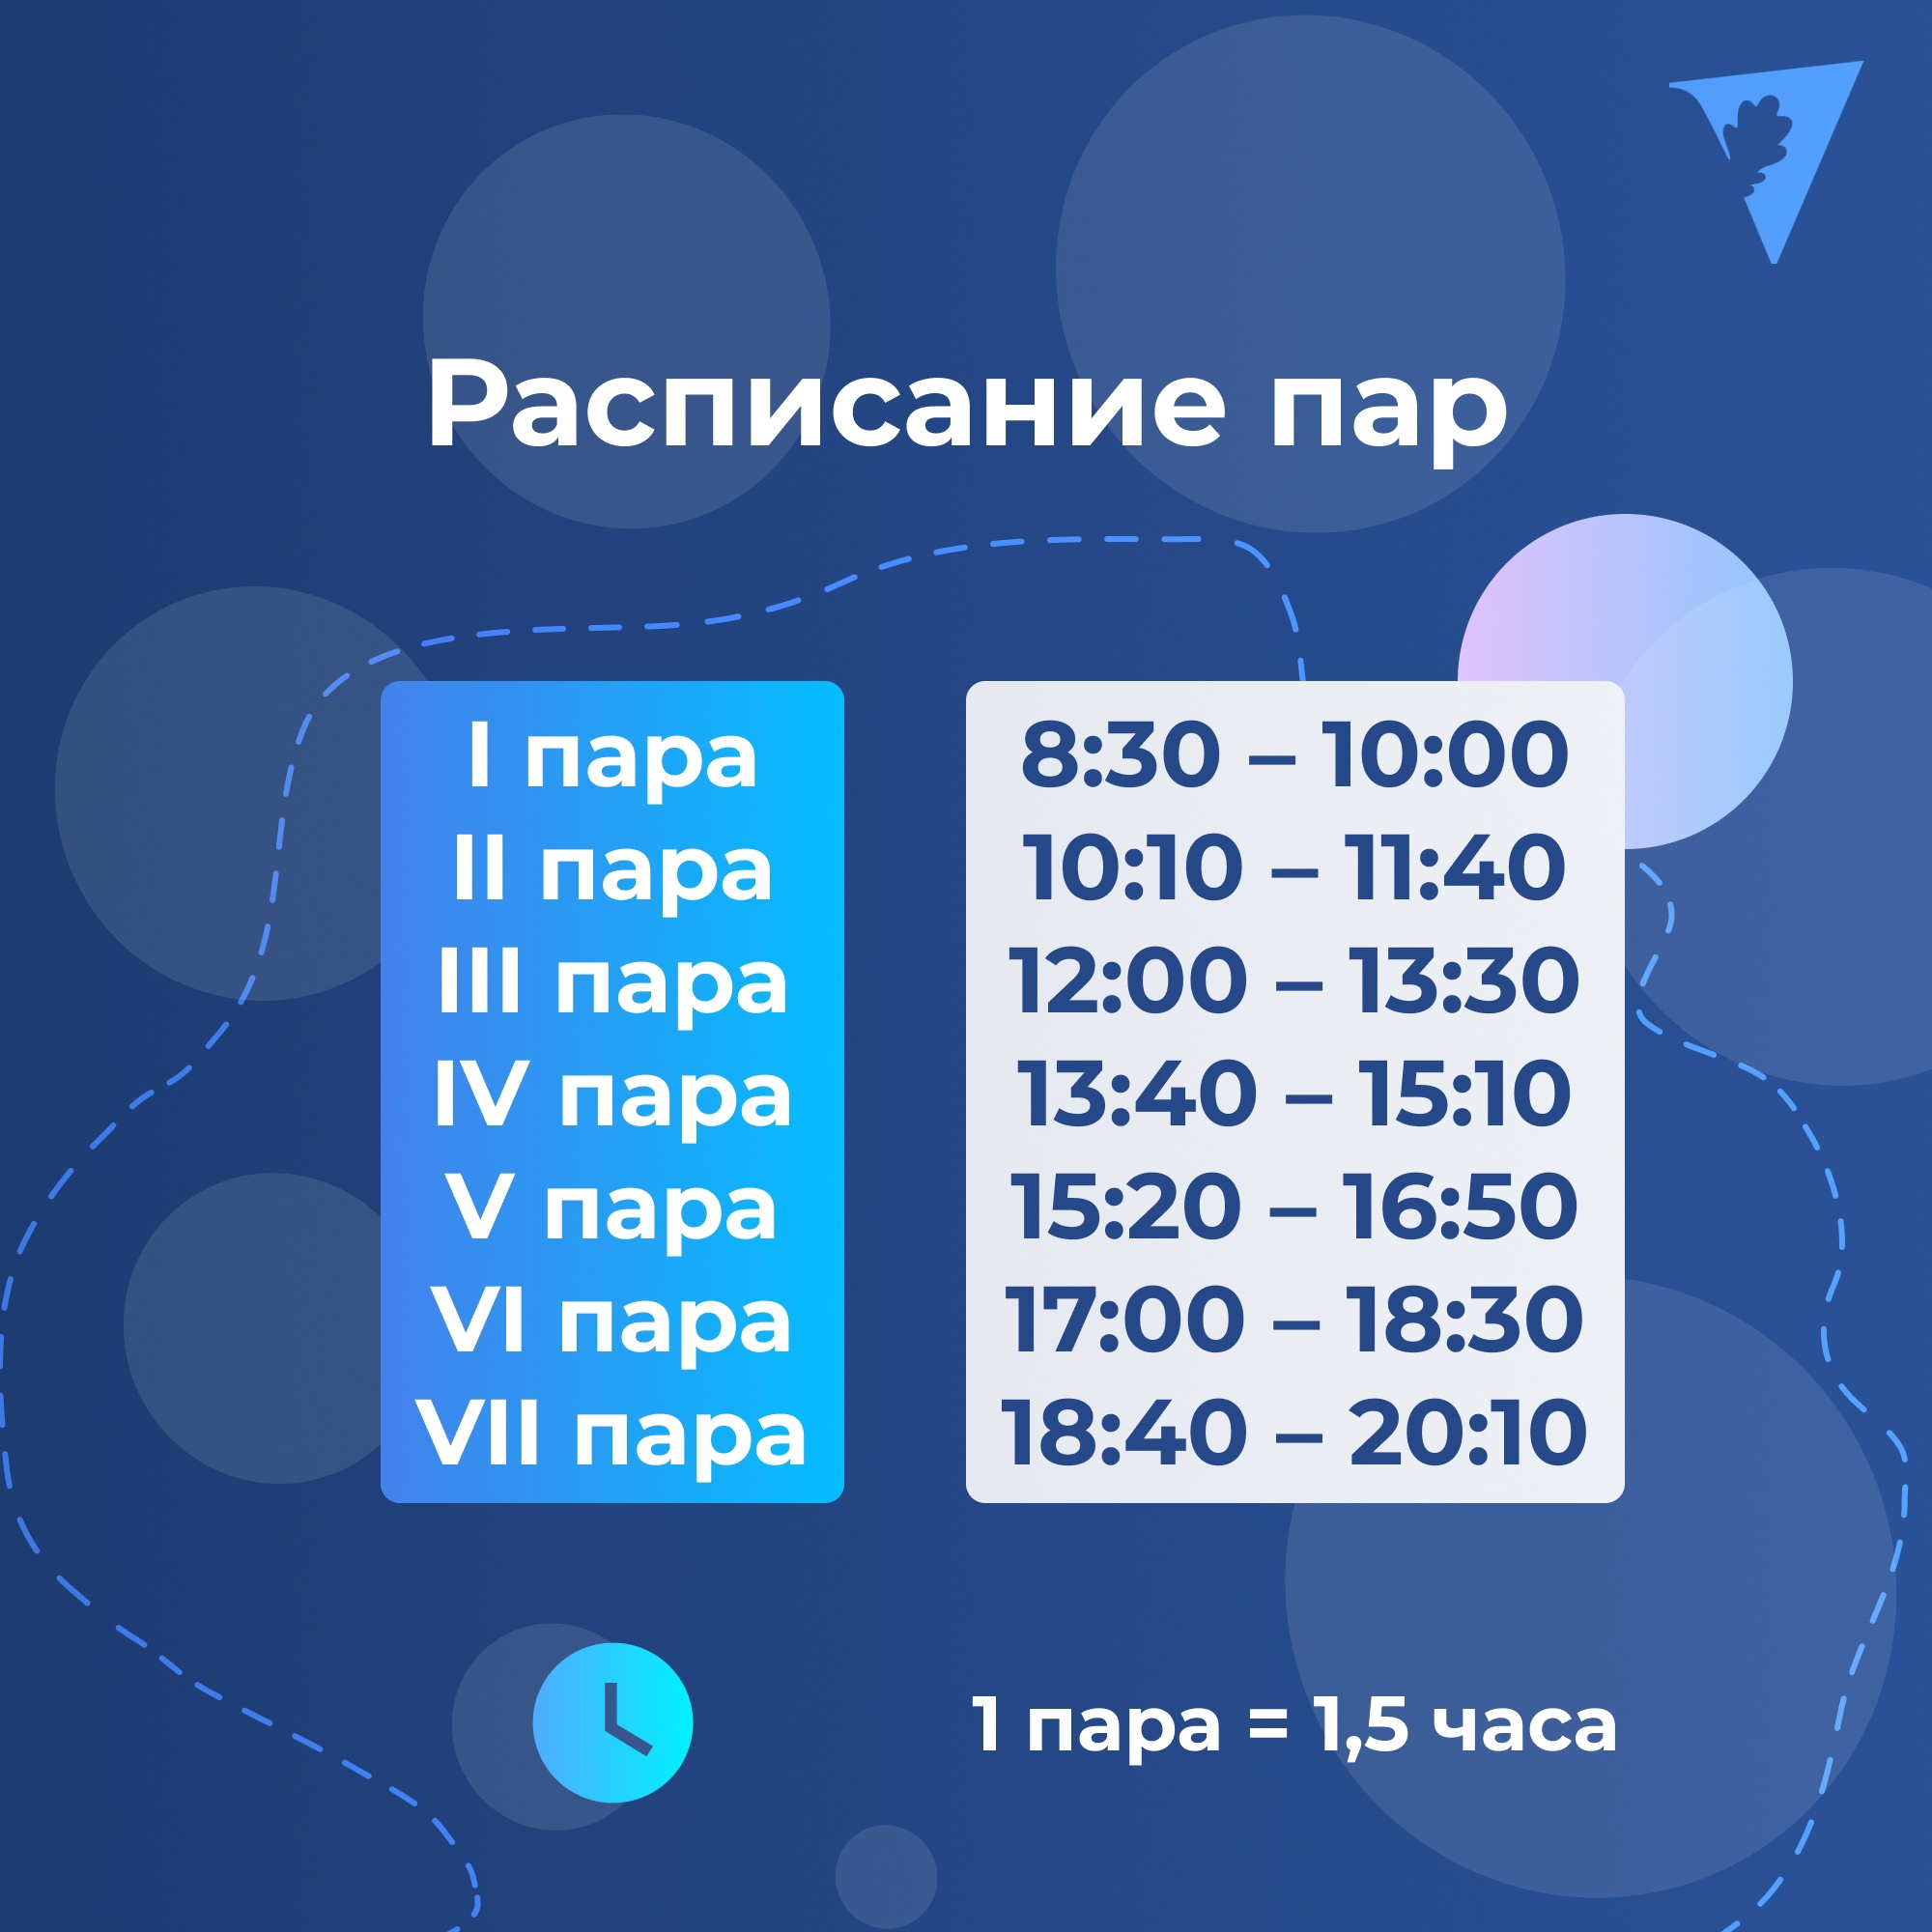 Расписание пар
I пара 8:30 – 10:00
II пара 10:10 – 11:40
III пара 12:00 – 13:30
IV пара 13:40 – 15:10
V пара 15:20 – 16:50
VI пара 17:00 – 18:30
VII пара 18:40 – 20:10
1 пара = 1,5 часа